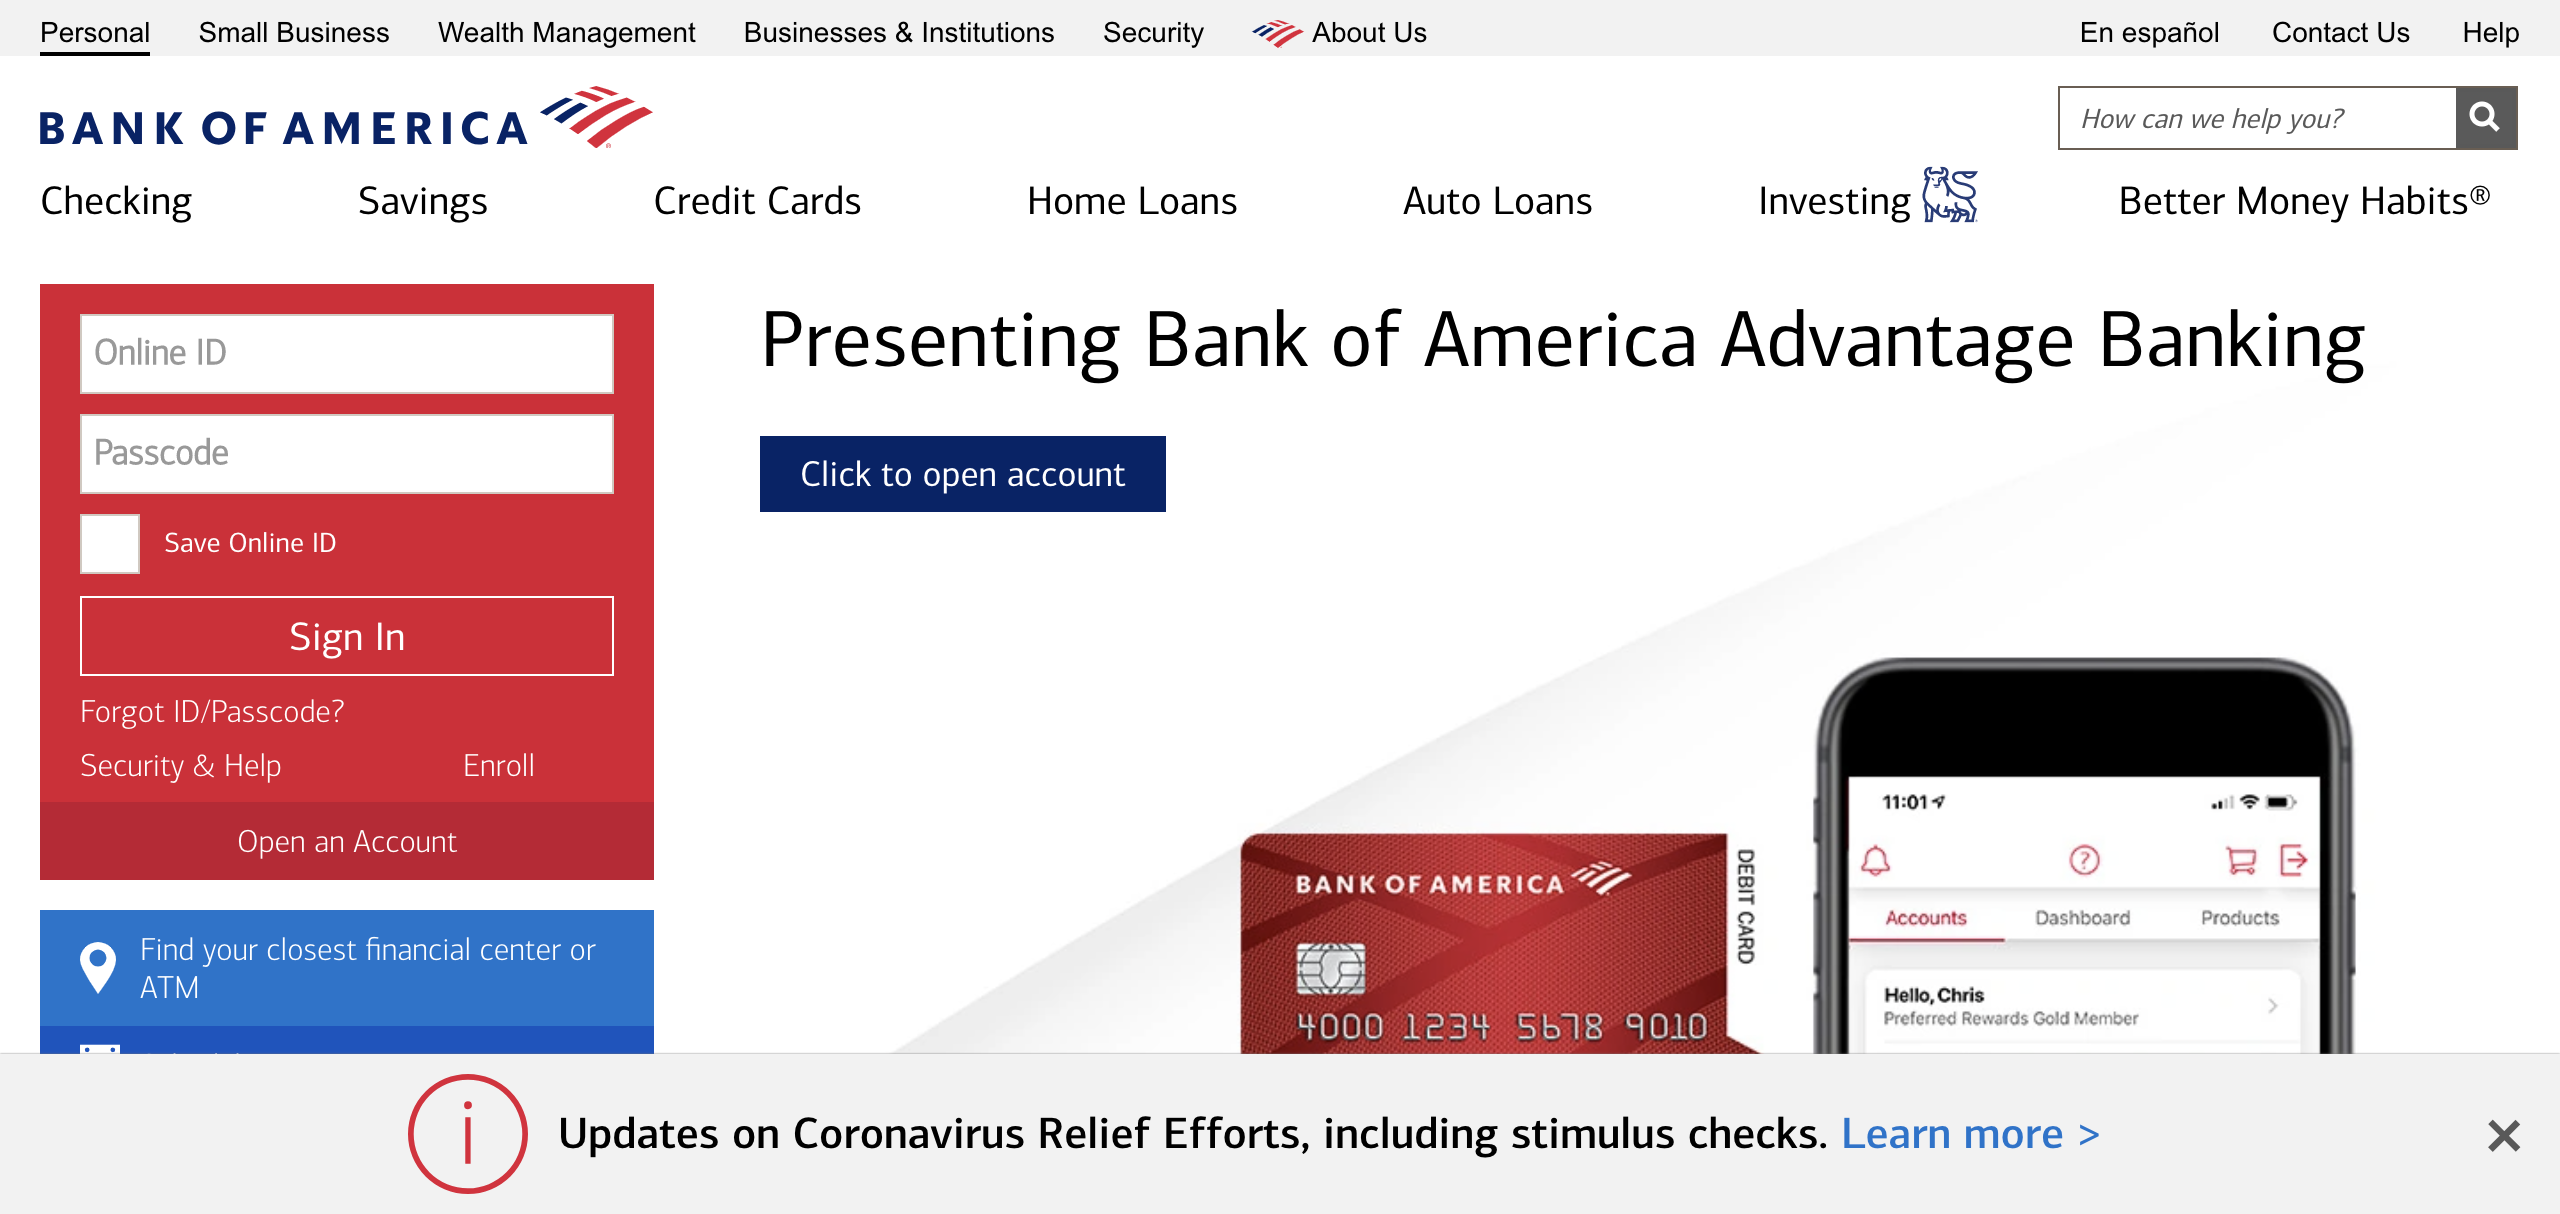 Personal Small Business Wealth Management Businesses & Institutions Security About Us En español Contact Us Help
BANK OF AMERICA
How can we help you?
Checking Savings Credit Cards Home Loans Auto Loans Investing Better Money Habits®
Online ID
Passcode
Save Online ID
Sign In
Forgot ID/Passcode?
Security & Help Enroll
Open an Account
Find your closest financial center or
ATM
Presenting Bank of America Advantage Banking
Click to open account
BANK OF AMERICA
DEBIT CARD
4000 1234 5678 9010
11:01
Accounts Dashboard Products
Hello, Chris
Preferred Rewards Gold Member
Updates on Coronavirus Relief Efforts, including stimulus checks. Learn more >